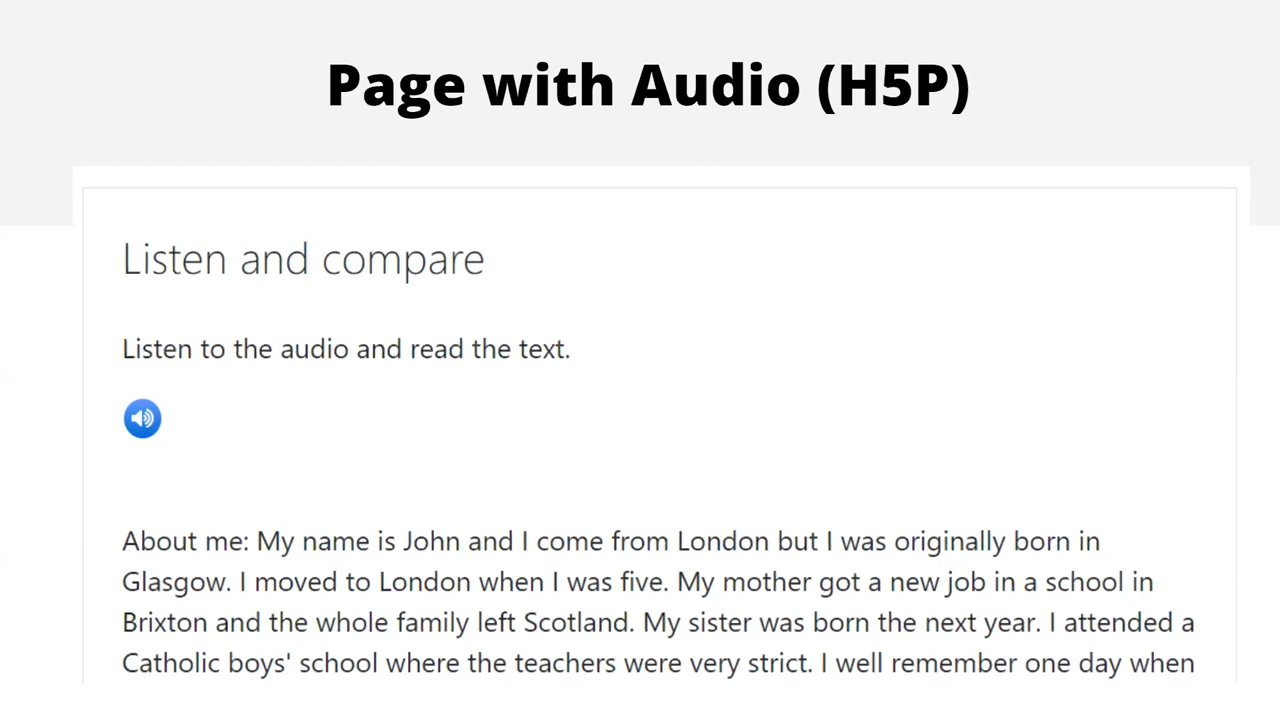 Page with Audio (H5P)
Listen and compare
Listen to the audio and read the text.
About me: My name is John and I come from London but I was originally born in
Glasgow. I moved to London when I was five. My mother got a new job in a school in
Brixton and the whole family left Scotland. My sister was born the next year. I attended a
Catholic boys' school where the teachers were very strict. I well remember one day when